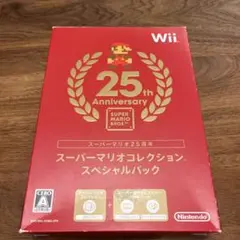 Wii
25th
Anniversary
SUPER
MARIO
BROS.
スーパーマリオ25周年
スーパーマリオコレクション
スペシャルパック
CERO
A
Nintendo